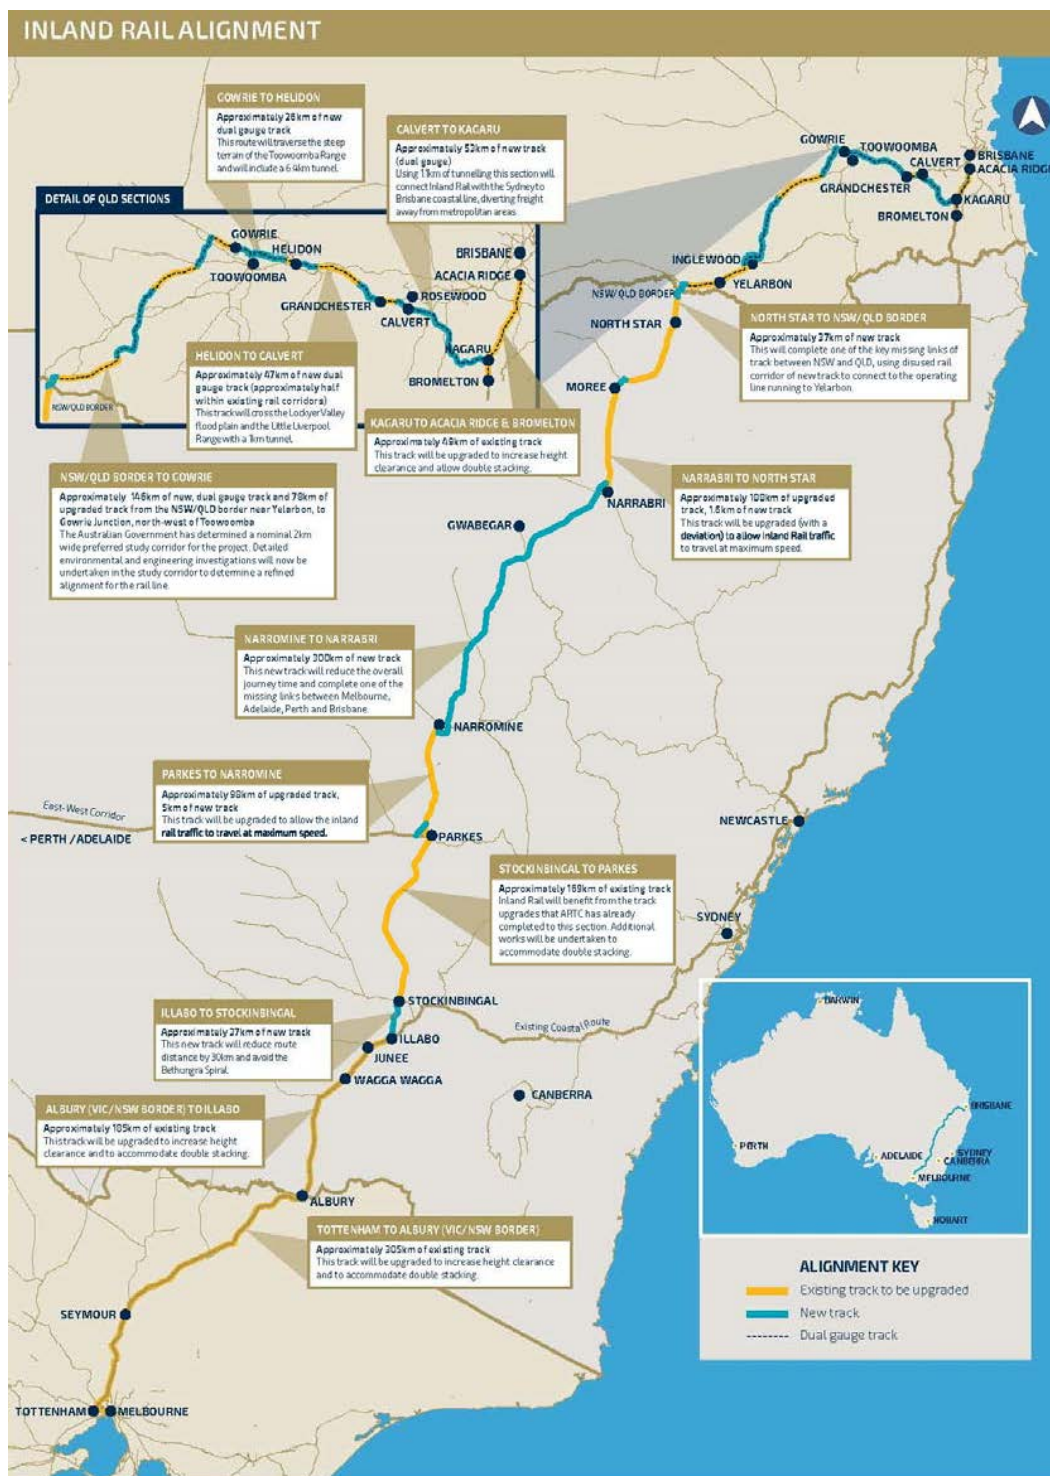 INLAND RAIL ALIGNMENT
GOWRIE TO HELIDON
Approximately 26km of new
dual gauge track
This route will traverse the steep
terrain of the Toowoomba Range
and will include a 6.4km tunnel.
CALVERT TO KAGARU
Approximately 53km of new track
(dual gauge)
Using 1.1km of tunnelling this section will
connect Inland Rail with the Sydney to
Brisbane coastal line, diverting freight
away from metropolitan areas.
GOWRIE
TOOWOOMBA
CALVERT
BRISBANE
ACACIA RIDGE
GRANDCHESTER
KAGARU
BROMELTON
INGLEWOOD
YELARBON
NSW/QLD BORDER
NORTH STAR
MOREE
DETAIL OF QLD SECTIONS
GOWRIE
HELIDON
TOOWOOMBA
BRISBANE
ACACIA RIDGE
ROSEWOOD
GRANDCHESTER
CALVERT
KAGARU
BROMELTON
NSW/QLD BORDER
HELIDON TO CALVERT
Approximately 47km of new dual
gauge track (approximately half
within existing rail corridors)
This track will cross the Lockyer Valley
flood plain and the Little Liverpool
Range with a 1km tunnel.
NORTH STAR TO NSW/QLD BORDER
Approximately 37km of new track
This will complete one of the key missing links of
track between NSW and QLD, using disused rail
corridor of new track to connect to the operating
line running to Yelarbon.
KAGARU TO ACACIA RIDGE & BROMELTON
Approximately 49km of existing track
This track will be upgraded to increase height
clearance and allow double stacking.
NSW/QLD BORDER TO GOWRIE
Approximately 146km of new, dual gauge track and 78km of
upgraded track from the NSW/QLD border near Yelarbon, to
Gowrie Junction, north-west of Toowoomba
The Australian Government has determined a nominal 2km
wide preferred study corridor for the project. Detailed
environmental and engineering investigations will now be
undertaken in the study corridor to determine a refined
alignment for the rail line.
NARRABRI TO NORTH STAR
Approximately 188km of upgraded
track, 1.6km of new track
This track will be upgraded (with a
deviation) to allow Inland Rail traffic
to travel at maximum speed.
NARRABRI
GWABEGAR
NARROMINE TO NARRABRI
Approximately 300km of new track
This new track will reduce the overall
journey time and complete one of the
missing links between Melbourne,
Adelaide, Perth and Brisbane.
NARROMINE
PARKES TO NARROMINE
Approximately 98km of upgraded track,
5km of new track
This track will be upgraded to allow the inland
rail traffic to travel at maximum speed.
East-West Corridor
< PERTH / ADELAIDE
PARKES
NEWCASTLE
STOCKINBINGAL TO PARKES
Approximately 169km of existing track
Inland Rail will benefit from the track
upgrades that ARTC has already
completed to this section. Additional
works will be undertaken to
accommodate double stacking.
SYDNEY
STOCKINBINGAL
ILLABO TO STOCKINBINGAL
Approximately 37km of new track
This new track will reduce route
distance by 30km and avoid the
Bethungra Spiral.
Existing Coastal Route
ILLABO
JUNEE
WAGGA WAGGA
CANBERRA
ALBURY (VIC/NSW BORDER) TO ILLABO
Approximately 185km of existing track
This track will be upgraded to increase height
clearance and to accommodate double stacking.
ALBURY
TOTTENHAM TO ALBURY (VIC/NSW BORDER)
Approximately 305km of existing track
This track will be upgraded to increase height clearance
and to accommodate double stacking.
SEYMOUR
TOTTENHAM
MELBOURNE
DARWIN
BRISBANE
PERTH
ADELAIDE
SYDNEY
CANBERRA
MELBOURNE
HOBART
ALIGNMENT KEY
Existing track to be upgraded
New track
Dual gauge track